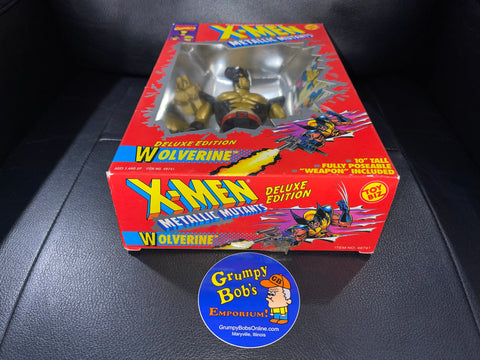 X-MEN
METALLIC MUTANTS
DELUXE EDITION
WOLVERINE
10" TALL
FULLY POSEABLE
"WEAPON" INCLUDED
X-MEN
DELUXE
EDITION
METALLIC MUTANTS
WOLVERINE
TOY
BIZ
ITEM NO. 49741
Grumpy
Bob's
EMPORIUM!
GrumpyBobsOnline.com
Maryville, Illinois